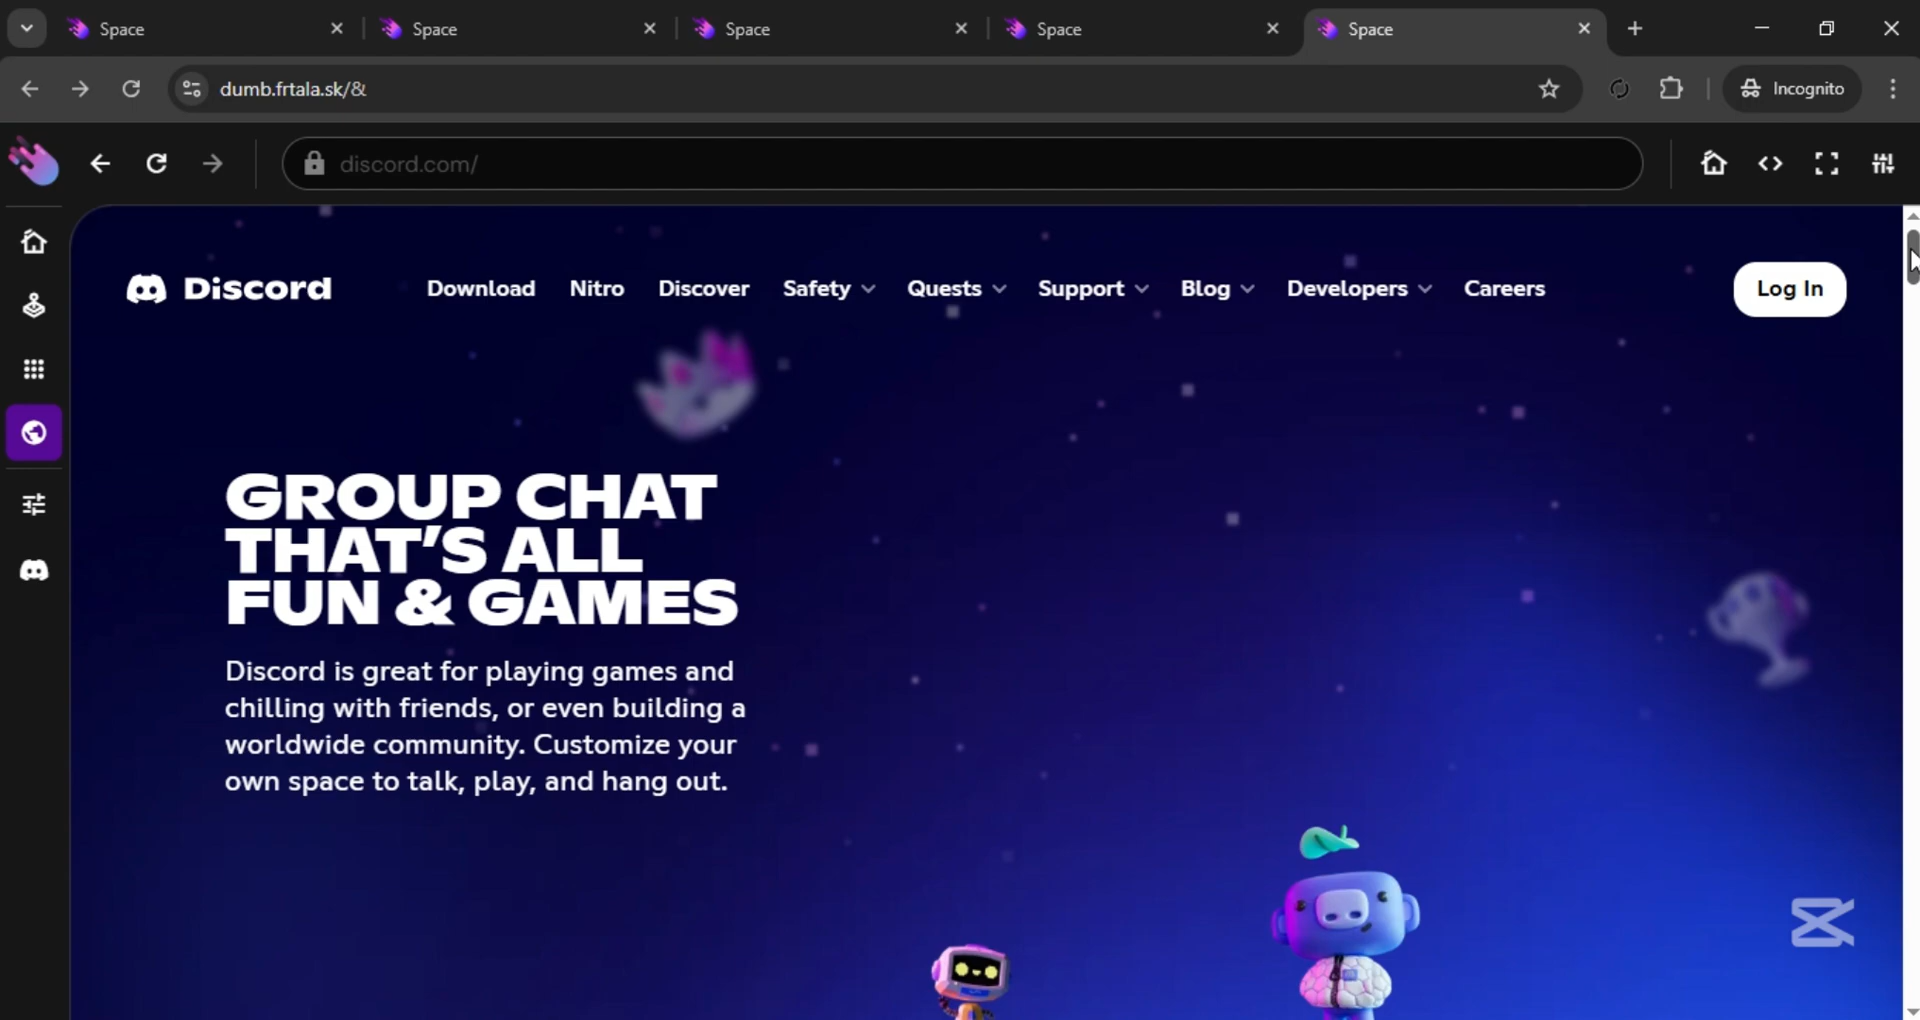 Space
Space
Space
Space
Space
dumb.frtala.sk/&
Incognito
discord.com/
Discord
Download
Nitro
Discover
Safety
Quests
Support
Blog
Developers
Careers
Log In
GROUP CHAT
THAT'S ALL
FUN & GAMES
Discord is great for playing games and
chilling with friends, or even building a
worldwide community. Customize your
own space to talk, play, and hang out.